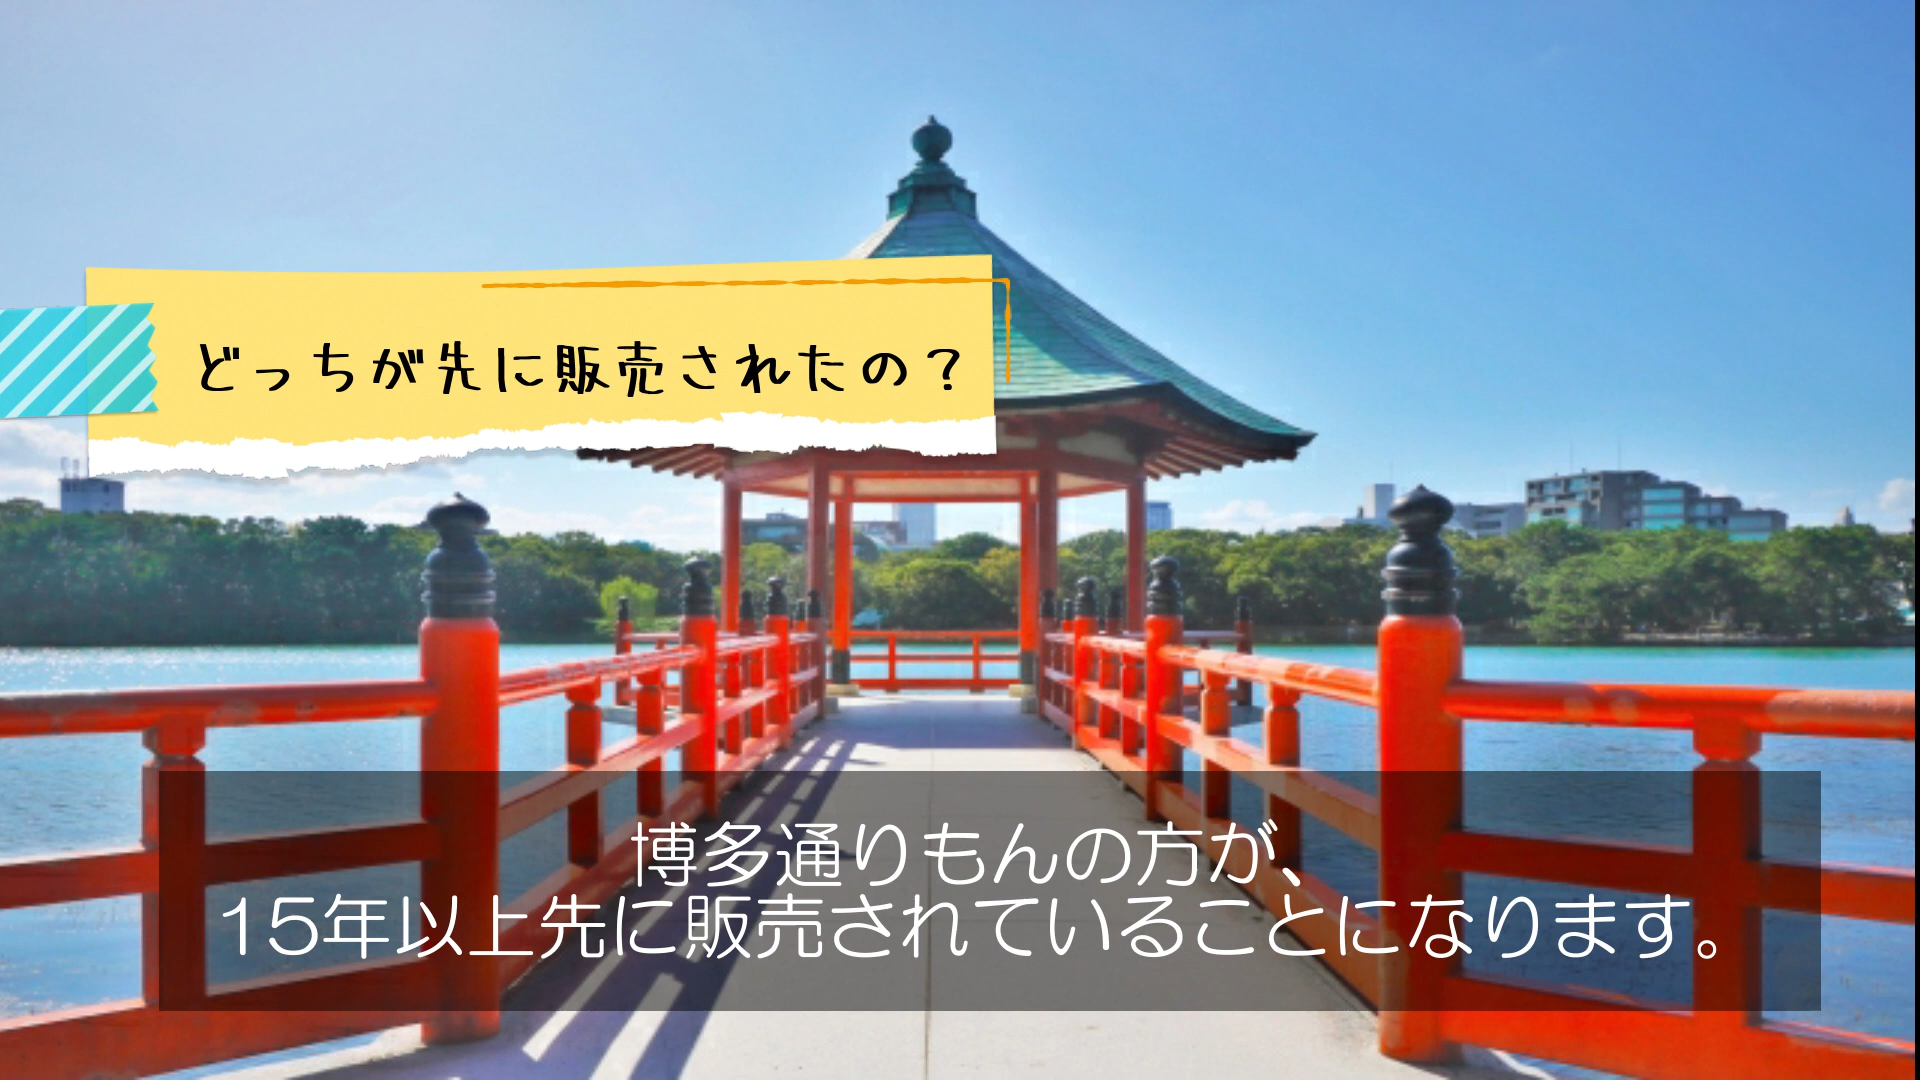 どっちが先に販売されたの？
博多通りもんの方が、
15年以上先に販売されていることになります。